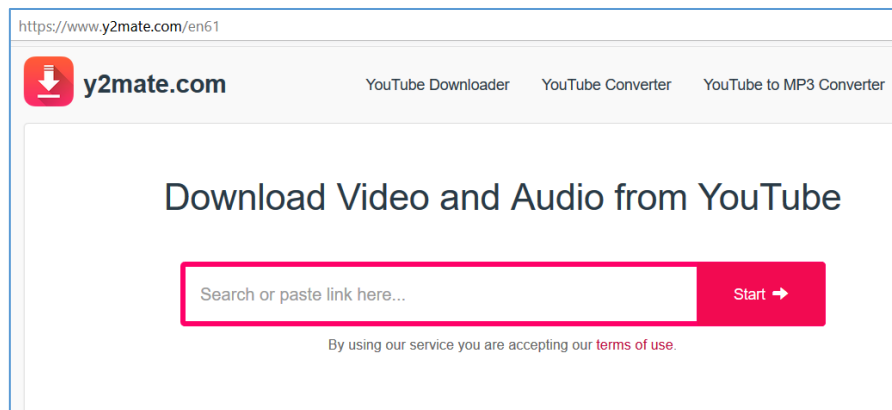 https://www.y2mate.com/en61
y2mate.com
YouTube Downloader YouTube Converter YouTube to MP3 Converter
Download Video and Audio from YouTube
Search or paste link here...
Start
By using our service you are accepting our terms of use.